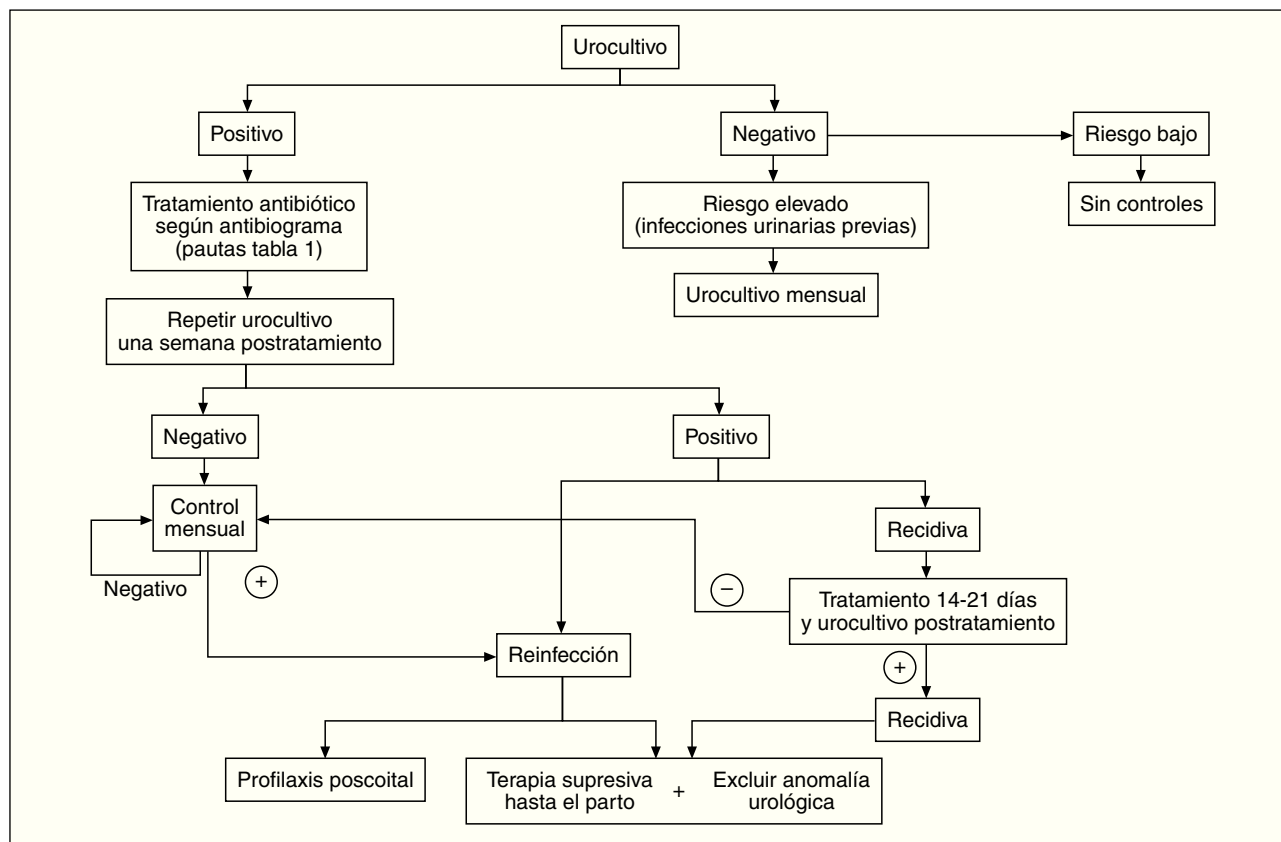 Urocultivo
Positivo
Negativo
Riesgo bajo
Tratamiento antibiótico
según antibiograma
(pautas tabla 1)
Riesgo elevado
(infecciones urinarias previas)
Sin controles
Urocultivo mensual
Repetir urocultivo
una semana postratamiento
Negativo
Positivo
Control
mensual
Negativo
+
Recidiva
−
Tratamiento 14-21 días
y urocultivo postratamiento
Reinfección
+
Recidiva
Profilaxis poscoital
Terapia supresiva
hasta el parto
+
Excluir anomalía
urológica